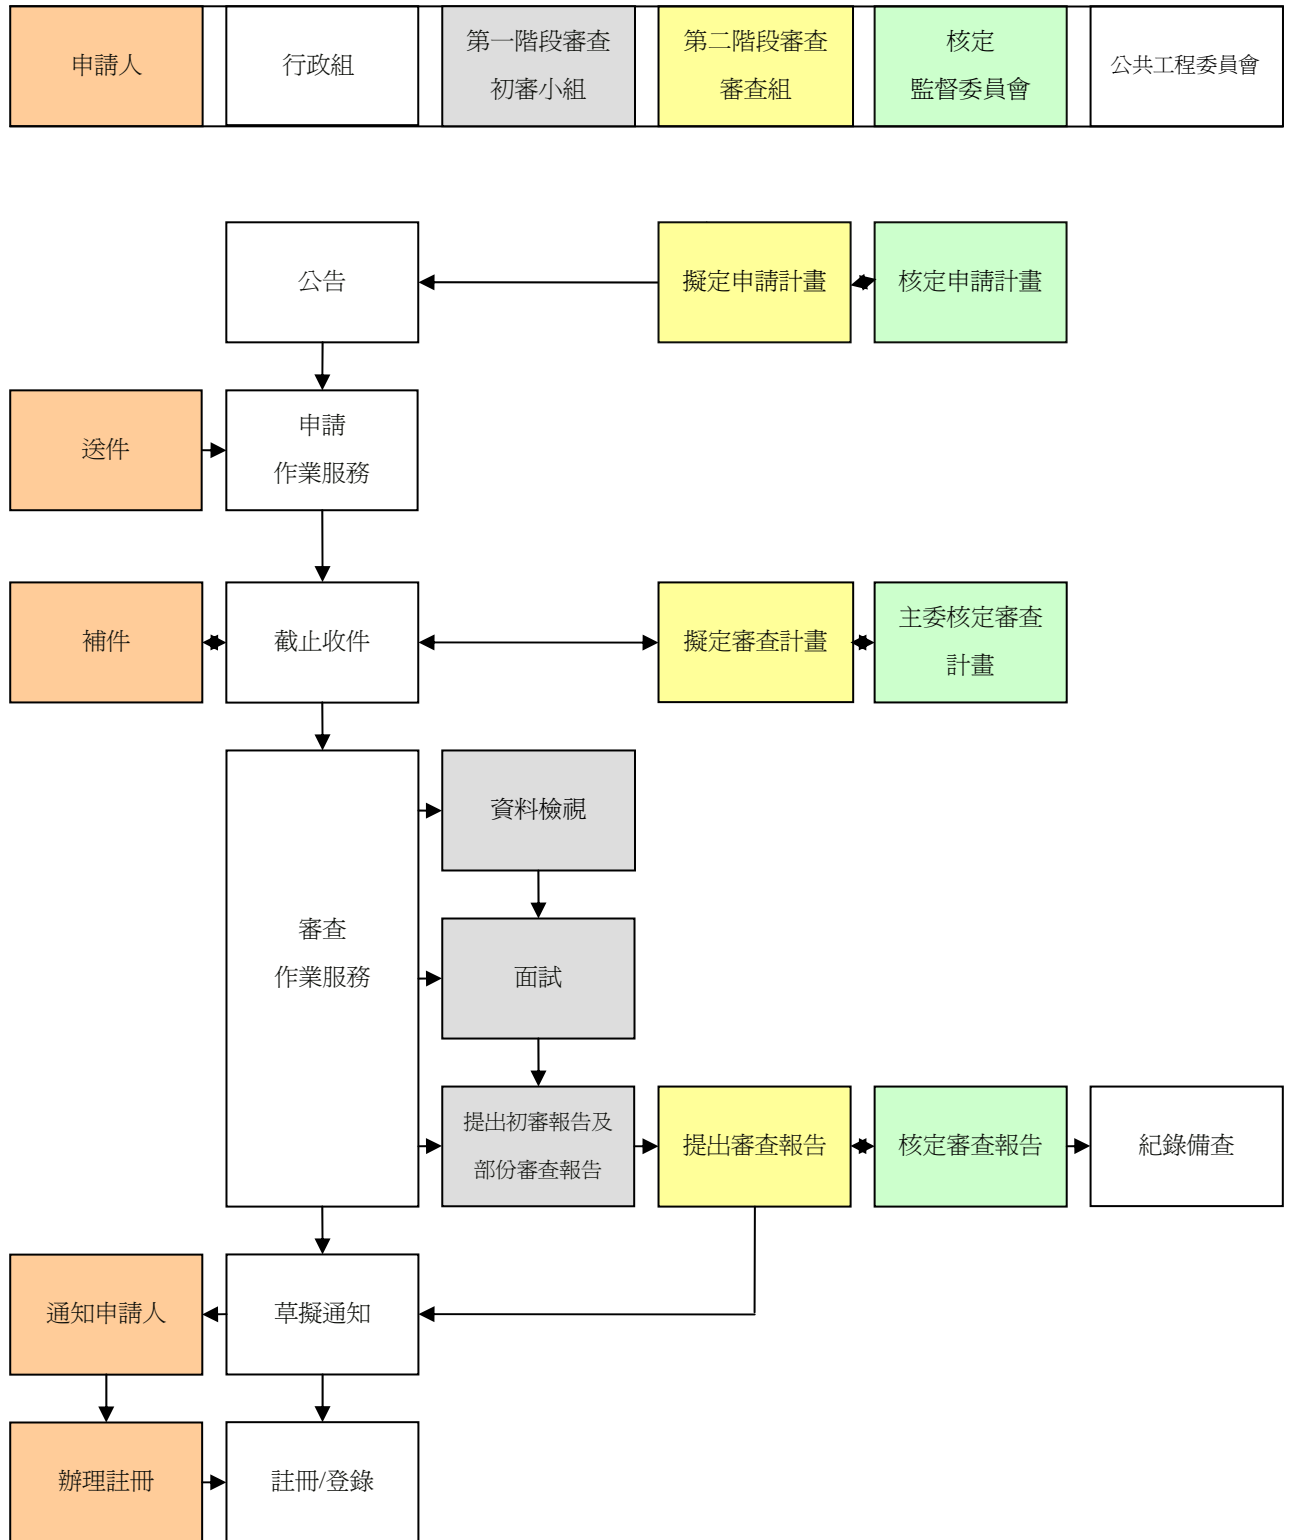 申請人
行政組
第一階段審查
初審小組
第二階段審查
審查組
核定
監督委員會
公共工程委員會
公告
擬定申請計畫
核定申請計畫
送件
申請
作業服務
補件
截止收件
擬定審查計畫
主委核定審查
計畫
審查
作業服務
資料檢視
面試
提出初審報告及
部份審查報告
提出審查報告
核定審查報告
紀錄備查
通知申請人
草擬通知
辦理註冊
註冊/登錄